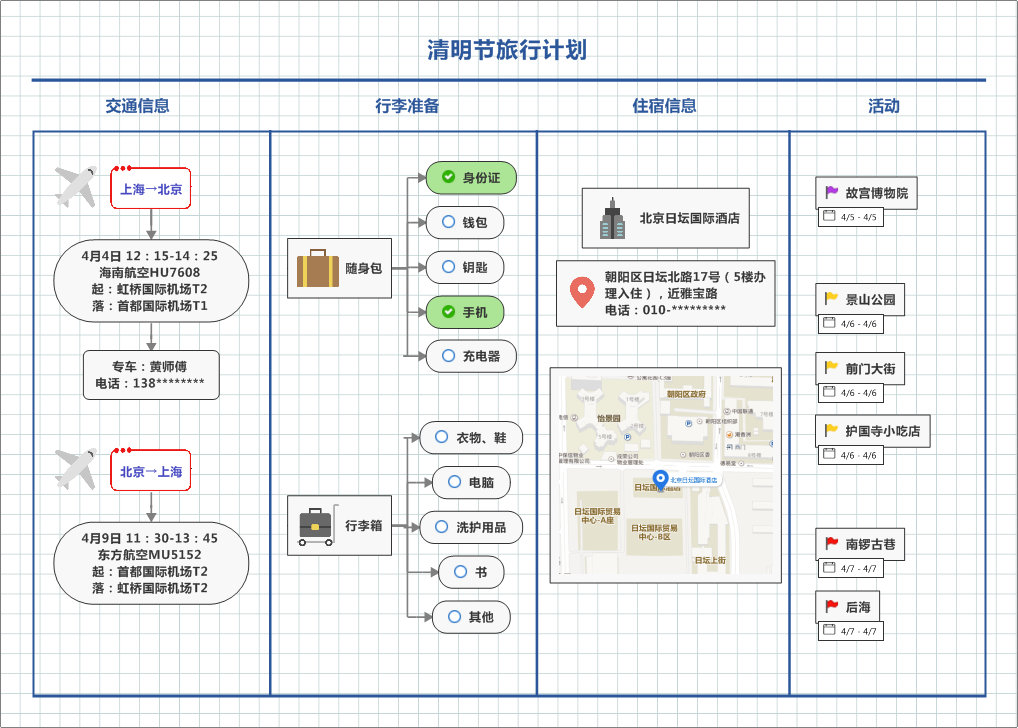 清明节旅行计划
交通信息
行李准备
住宿信息
活动
上海→北京
4月4日 12：15-14：25
海南航空HU7608
起：虹桥国际机场T2
落：首都国际机场T1
专车：黄师傅
电话：138********
北京→上海
4月9日 11：30-13：45
东方航空MU5152
起：首都国际机场T2
落：虹桥国际机场T2
随身包
身份证
钱包
钥匙
手机
充电器
行李箱
衣物、鞋
电脑
洗护用品
书
其他
北京日坛国际酒店
朝阳区日坛北路17号（5楼办
理入住），近雅宝路
电话：010-*********
朝阳区政府
怡景园
中国联通
北京日坛国际酒店
日坛国际贸易
中心-A座
日坛国际贸易
中心-B区
日坛上街
故宫博物院
4/5 - 4/5
景山公园
4/6 - 4/6
前门大街
4/6 - 4/6
护国寺小吃店
4/6 - 4/6
南锣古巷
4/7 - 4/7
后海
4/7 - 4/7